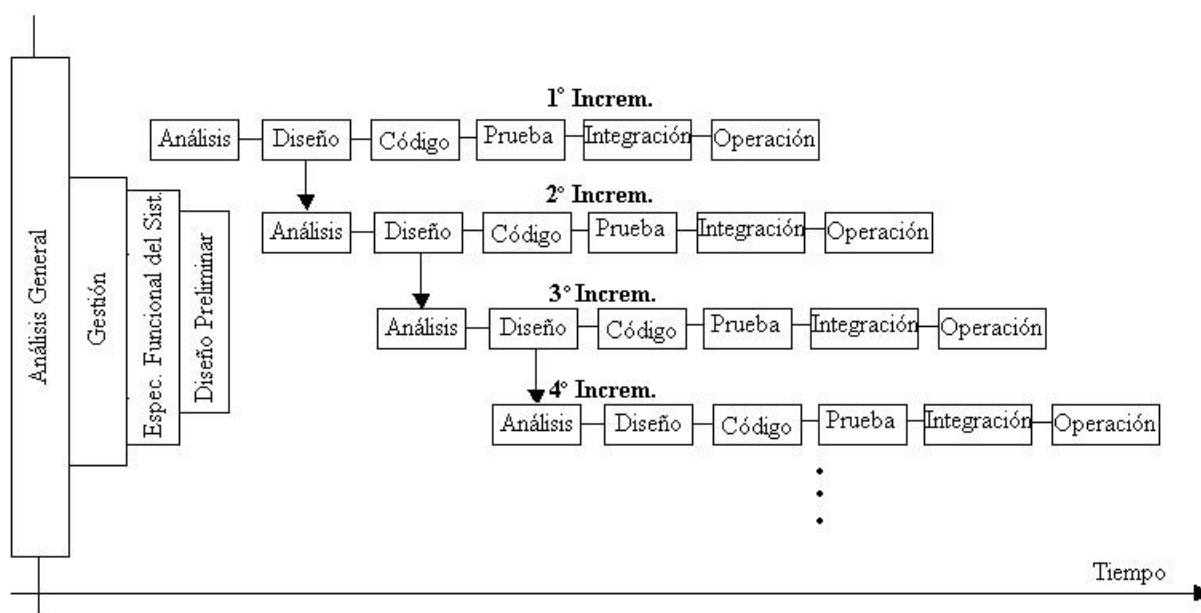 Análisis General
Gestión
Espec. Funcional del Sist.
Diseño Preliminar
1° Increm.
Análisis Diseño Código Prueba Integración Operación
2° Increm.
Análisis Diseño Código Prueba Integración Operación
3° Increm.
Análisis Diseño Código Prueba Integración Operación
4° Increm.
Análisis Diseño Código Prueba Integración Operación
Tiempo